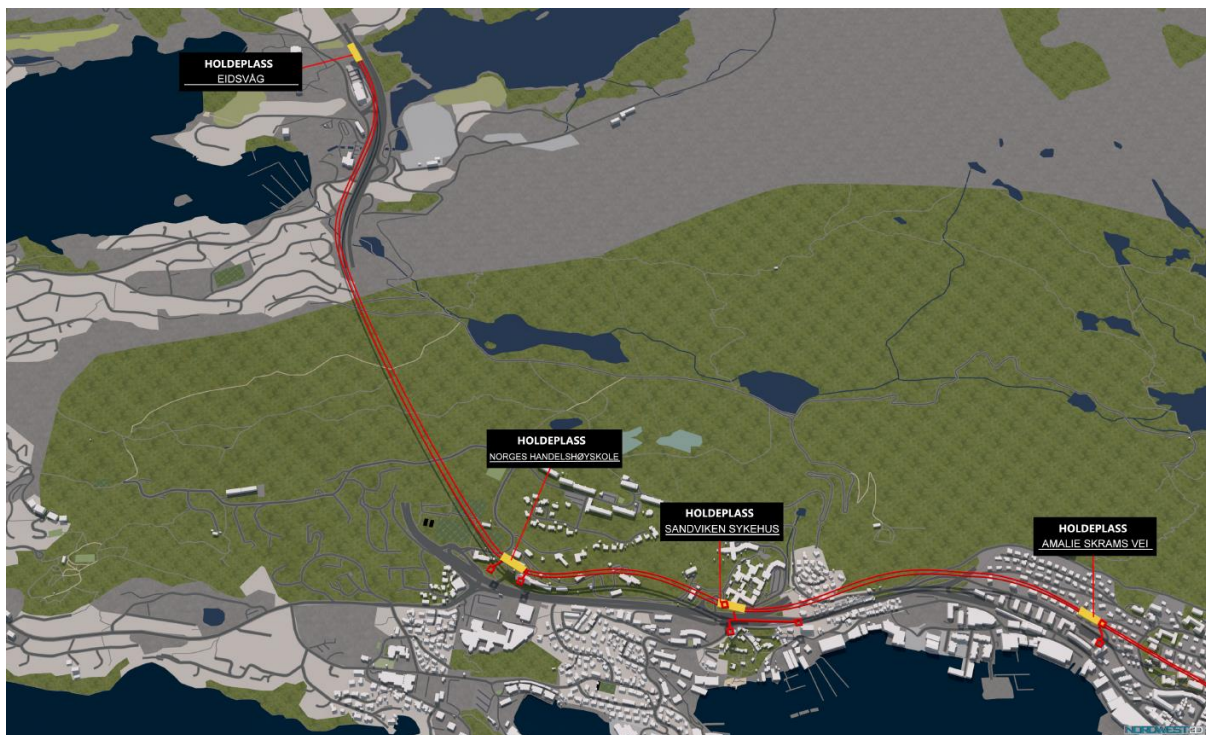 HOLDEPLASS
EIDSVÅG
HOLDEPLASS
NORGES HANDELSHØYSKOLE
HOLDEPLASS
SANDVIKEN SYKEHUS
HOLDEPLASS
AMALIE SKRAMS VEI
NORDWEST3D